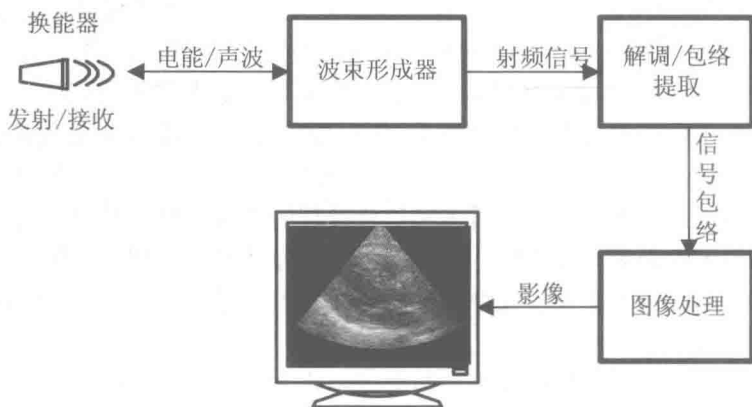 换能器
发射/接收
电能/声波
波束形成器
射频信号
解调/包络
提取
信号包络
图像处理
影像